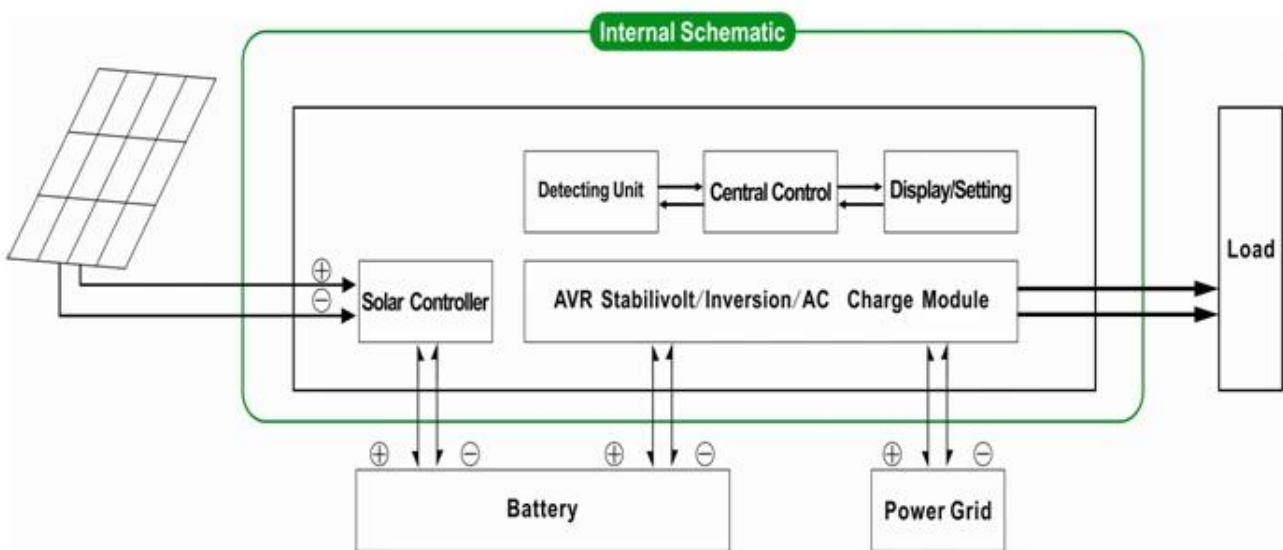 Internal Schematic
Detecting Unit
Central Control
Display/Setting
Load
⊕
⊖
Solar Controller
AVR Stabilivolt/Inversion/AC Charge Module
⊕ ⊖ ⊕ ⊖ ⊕ ⊖
Battery
Power Grid